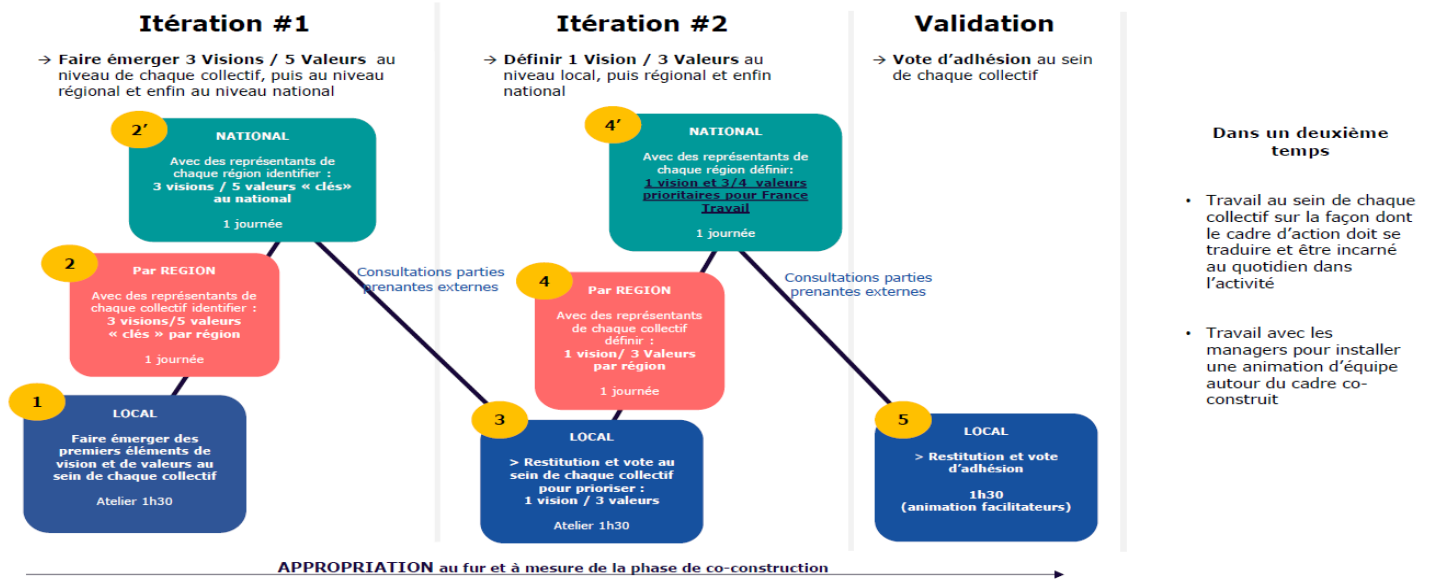 Itération #1
→ Faire émerger 3 Visions / 5 Valeurs au
niveau de chaque collectif, puis au niveau
régional et enfin au niveau national
2’
NATIONAL
Avec des représentants de
chaque région identifier :
3 visions / 5 valeurs « clés»
au national
1 journée
2
Par REGION
Avec des représentants de
chaque collectif identifier :
3 visions/5 valeurs
« clés » par région
1 journée
1
LOCAL
Faire émerger des
premiers éléments de
vision et de valeurs au
sein de chaque collectif
Atelier 1h30
Consultations parties
prenantes externes
Itération #2
→ Définir 1 Vision / 3 Valeurs au
niveau local, puis régional et enfin
national
4’
NATIONAL
Avec des représentants de
chaque région définir:
1 vision et 3/4 valeurs
prioritaires pour France
Travail
1 journée
4
Par REGION
Avec des représentants
de chaque collectif
définir :
1 vision/ 3 Valeurs
par région
1 journée
3
LOCAL
> Restitution et vote au
sein de chaque collectif
pour prioriser :
1 vision / 3 valeurs
Atelier 1h30
Consultations parties
prenantes externes
Validation
→ Vote d’adhésion au sein
de chaque collectif
5
LOCAL
> Restitution et vote
d’adhésion
1h30
(animation facilitateurs)
Dans un deuxième
temps
• Travail au sein de chaque
collectif sur la façon dont
le cadre d’action doit se
traduire et être incarné
au quotidien dans
l’activité
• Travail avec les
managers pour installer
une animation d’équipe
autour du cadre co-
construit
APPROPRIATION au fur et à mesure de la phase de co-construction